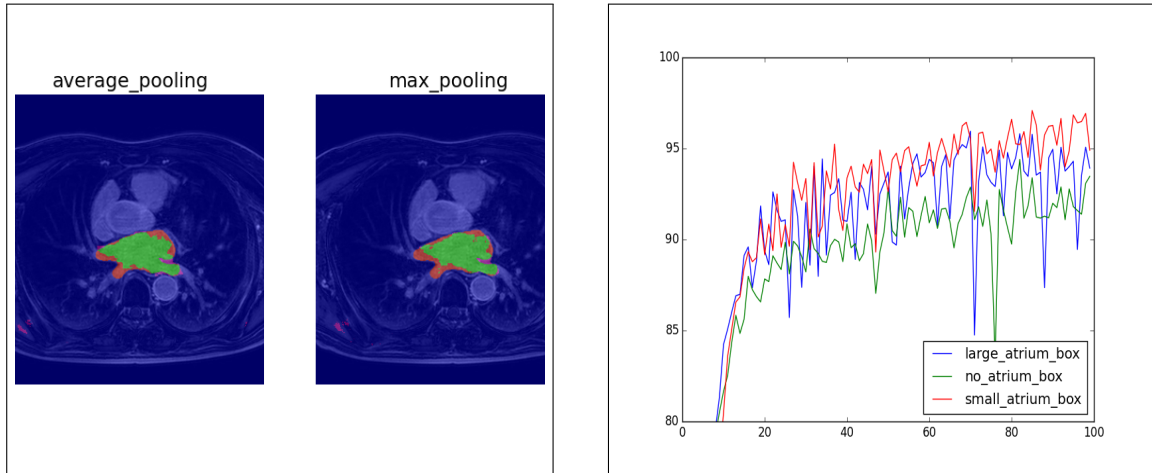 average_pooling
max_pooling
100
95
90
85
80
0
20
40
60
80
100
large_atrium_box
no_atrium_box
small_atrium_box